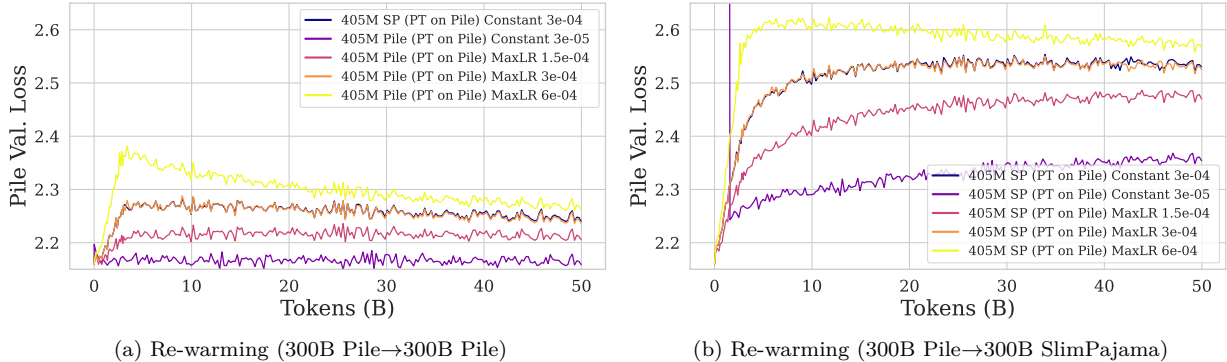 Pile Val. Loss
2.6
2.5
2.4
2.3
2.2
405M SP (PT on Pile) Constant 3e-04
405M Pile (PT on Pile) Constant 3e-05
405M Pile (PT on Pile) MaxLR 1.5e-04
405M Pile (PT on Pile) MaxLR 3e-04
405M Pile (PT on Pile) MaxLR 6e-04
0 10 20 30 40 50
Tokens (B)
(a) Re-warming (300B Pile→300B Pile)
Pile Val. Loss
2.6
2.5
2.4
2.3
2.2
405M SP (PT on Pile) Constant 3e-04
405M SP (PT on Pile) Constant 3e-05
405M SP (PT on Pile) MaxLR 1.5e-04
405M SP (PT on Pile) MaxLR 3e-04
405M SP (PT on Pile) MaxLR 6e-04
0 10 20 30 40 50
Tokens (B)
(b) Re-warming (300B Pile→300B SlimPajama)